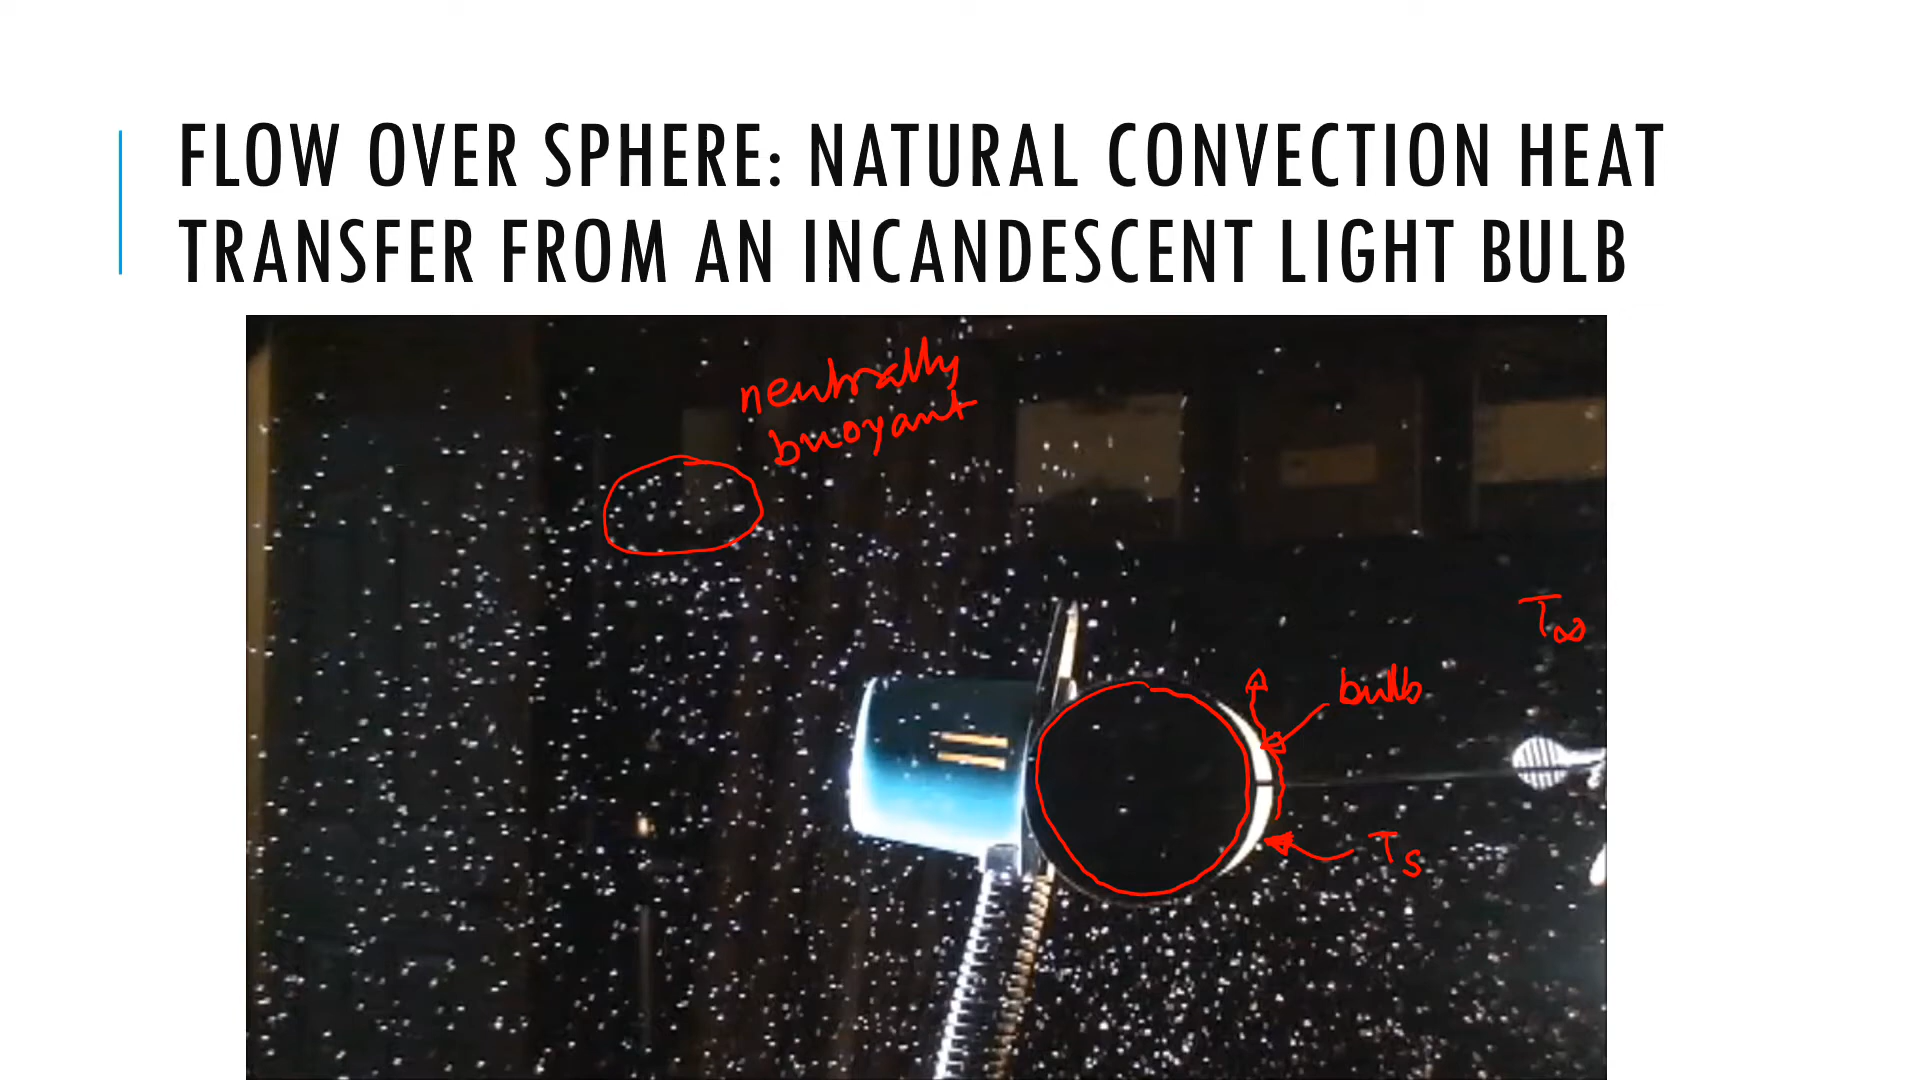 FLOW OVER SPHERE: NATURAL CONVECTION HEAT
TRANSFER FROM AN INCANDESCENT LIGHT BULB
neutrally
buoyant
T∞
bulb
Ts